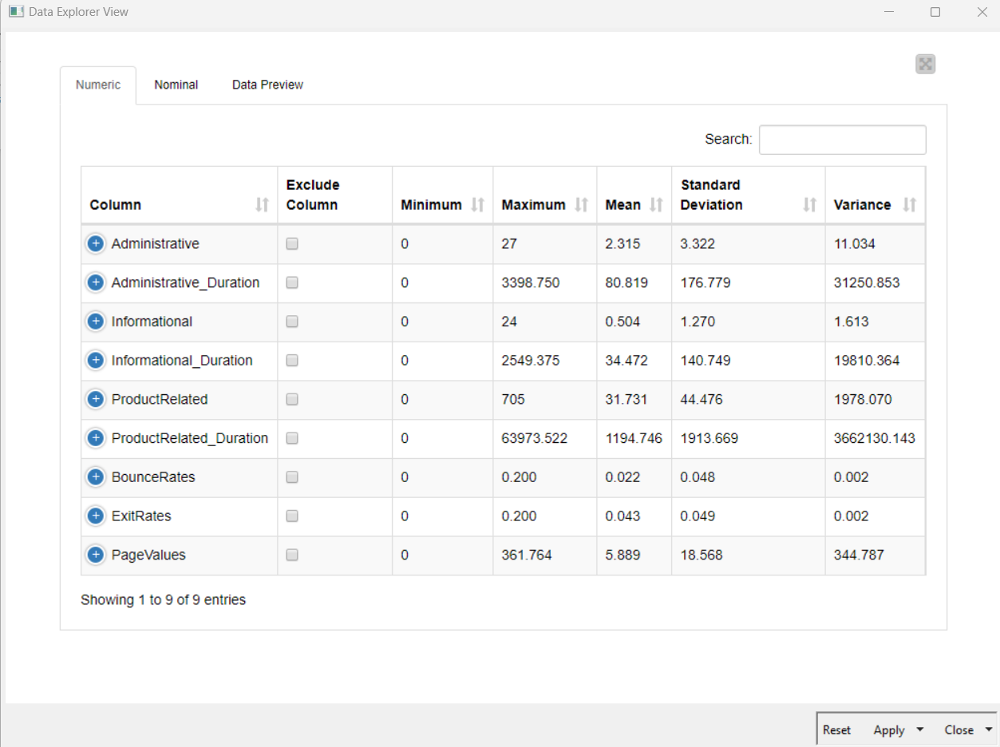 Data Explorer View
Numeric Nominal Data Preview
Search:
Column Exclude Column Minimum Maximum Mean Standard Deviation Variance
Administrative 0 27 2.315 3.322 11.034
Administrative_Duration 0 3398.750 80.819 176.779 31250.853
Informational 0 24 0.504 1.270 1.613
Informational_Duration 0 2549.375 34.472 140.749 19810.364
ProductRelated 0 705 31.731 44.476 1978.070
ProductRelated_Duration 0 63973.522 1194.746 1913.669 3662130.143
BounceRates 0 0.200 0.022 0.048 0.002
ExitRates 0 0.200 0.043 0.049 0.002
PageValues 0 361.764 5.889 18.568 344.787
Showing 1 to 9 of 9 entries
Reset Apply Close